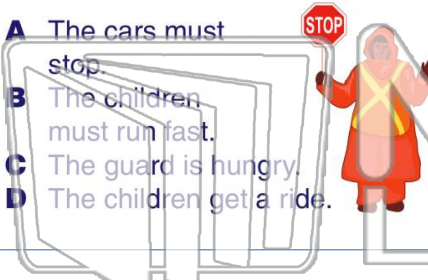 STOP
A The cars must
stop.
B The children
must run fast.
C The guard is hungry.
D The children get a ride.